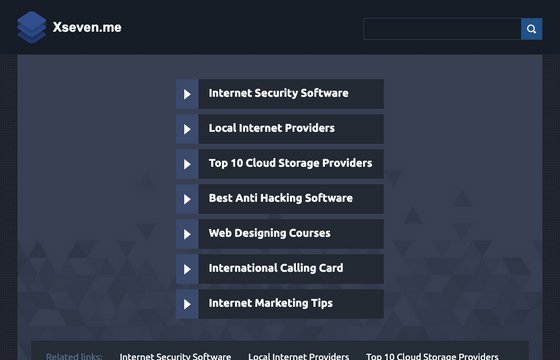 Xseven.me
Internet Security Software
Local Internet Providers
Top 10 Cloud Storage Providers
Best Anti Hacking Software
Web Designing Courses
International Calling Card
Internet Marketing Tips
Related links: Internet Security Software Local Internet Providers Top 10 Cloud Storage Providers